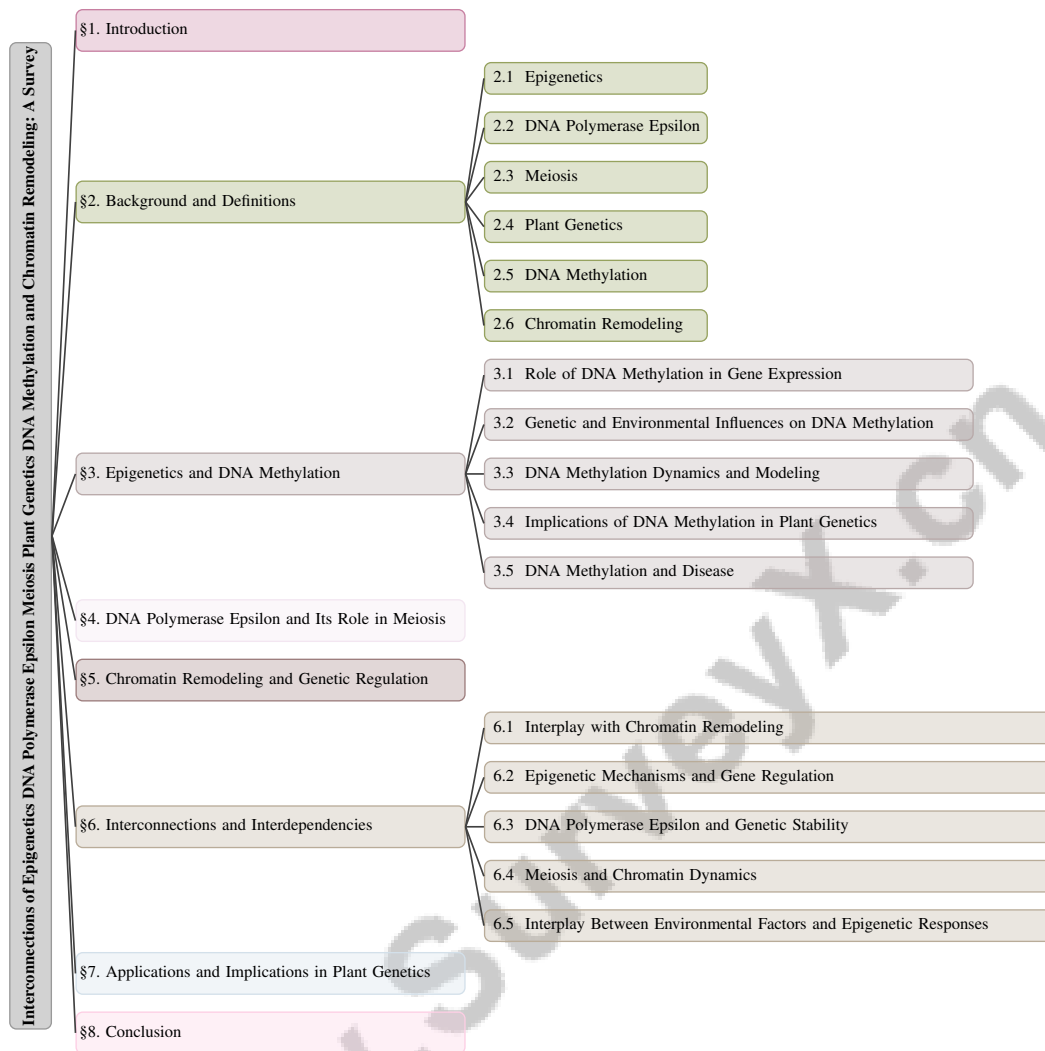 Interconnections of Epigenetics DNA Polymerase Epsilon Meiosis Plant Genetics DNA Methylation and Chromatin Remodeling: A Survey
§1. Introduction
§2. Background and Definitions
2.1 Epigenetics
2.2 DNA Polymerase Epsilon
2.3 Meiosis
2.4 Plant Genetics
2.5 DNA Methylation
2.6 Chromatin Remodeling
§3. Epigenetics and DNA Methylation
3.1 Role of DNA Methylation in Gene Expression
3.2 Genetic and Environmental Influences on DNA Methylation
3.3 DNA Methylation Dynamics and Modeling
3.4 Implications of DNA Methylation in Plant Genetics
3.5 DNA Methylation and Disease
§4. DNA Polymerase Epsilon and Its Role in Meiosis
§5. Chromatin Remodeling and Genetic Regulation
§6. Interconnections and Interdependencies
6.1 Interplay with Chromatin Remodeling
6.2 Epigenetic Mechanisms and Gene Regulation
6.3 DNA Polymerase Epsilon and Genetic Stability
6.4 Meiosis and Chromatin Dynamics
6.5 Interplay Between Environmental Factors and Epigenetic Responses
§7. Applications and Implications in Plant Genetics
§8. Conclusion
SurveyX.cn